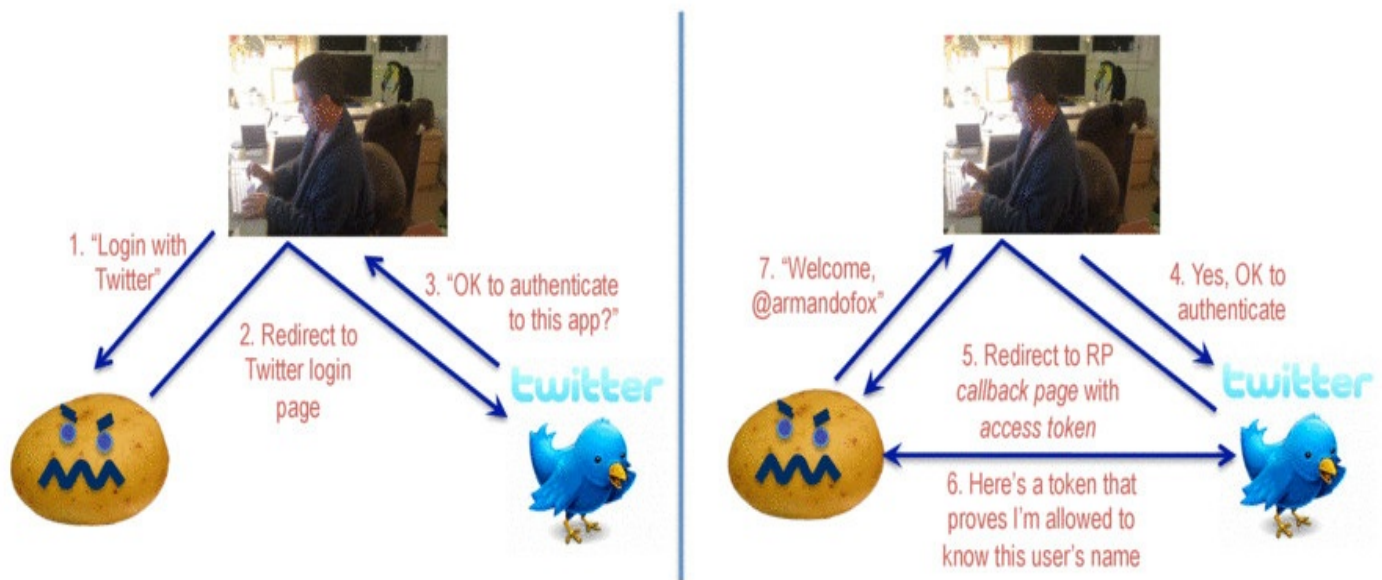 1. “Login with
Twitter”
2. Redirect to
Twitter login
page
3. “OK to authenticate
to this app?”
twitter
7. “Welcome,
@armandofox”
4. Yes, OK to
authenticate
5. Redirect to RP
callback page with
access token
twitter
6. Here’s a token that
proves I’m allowed to
know this user’s name